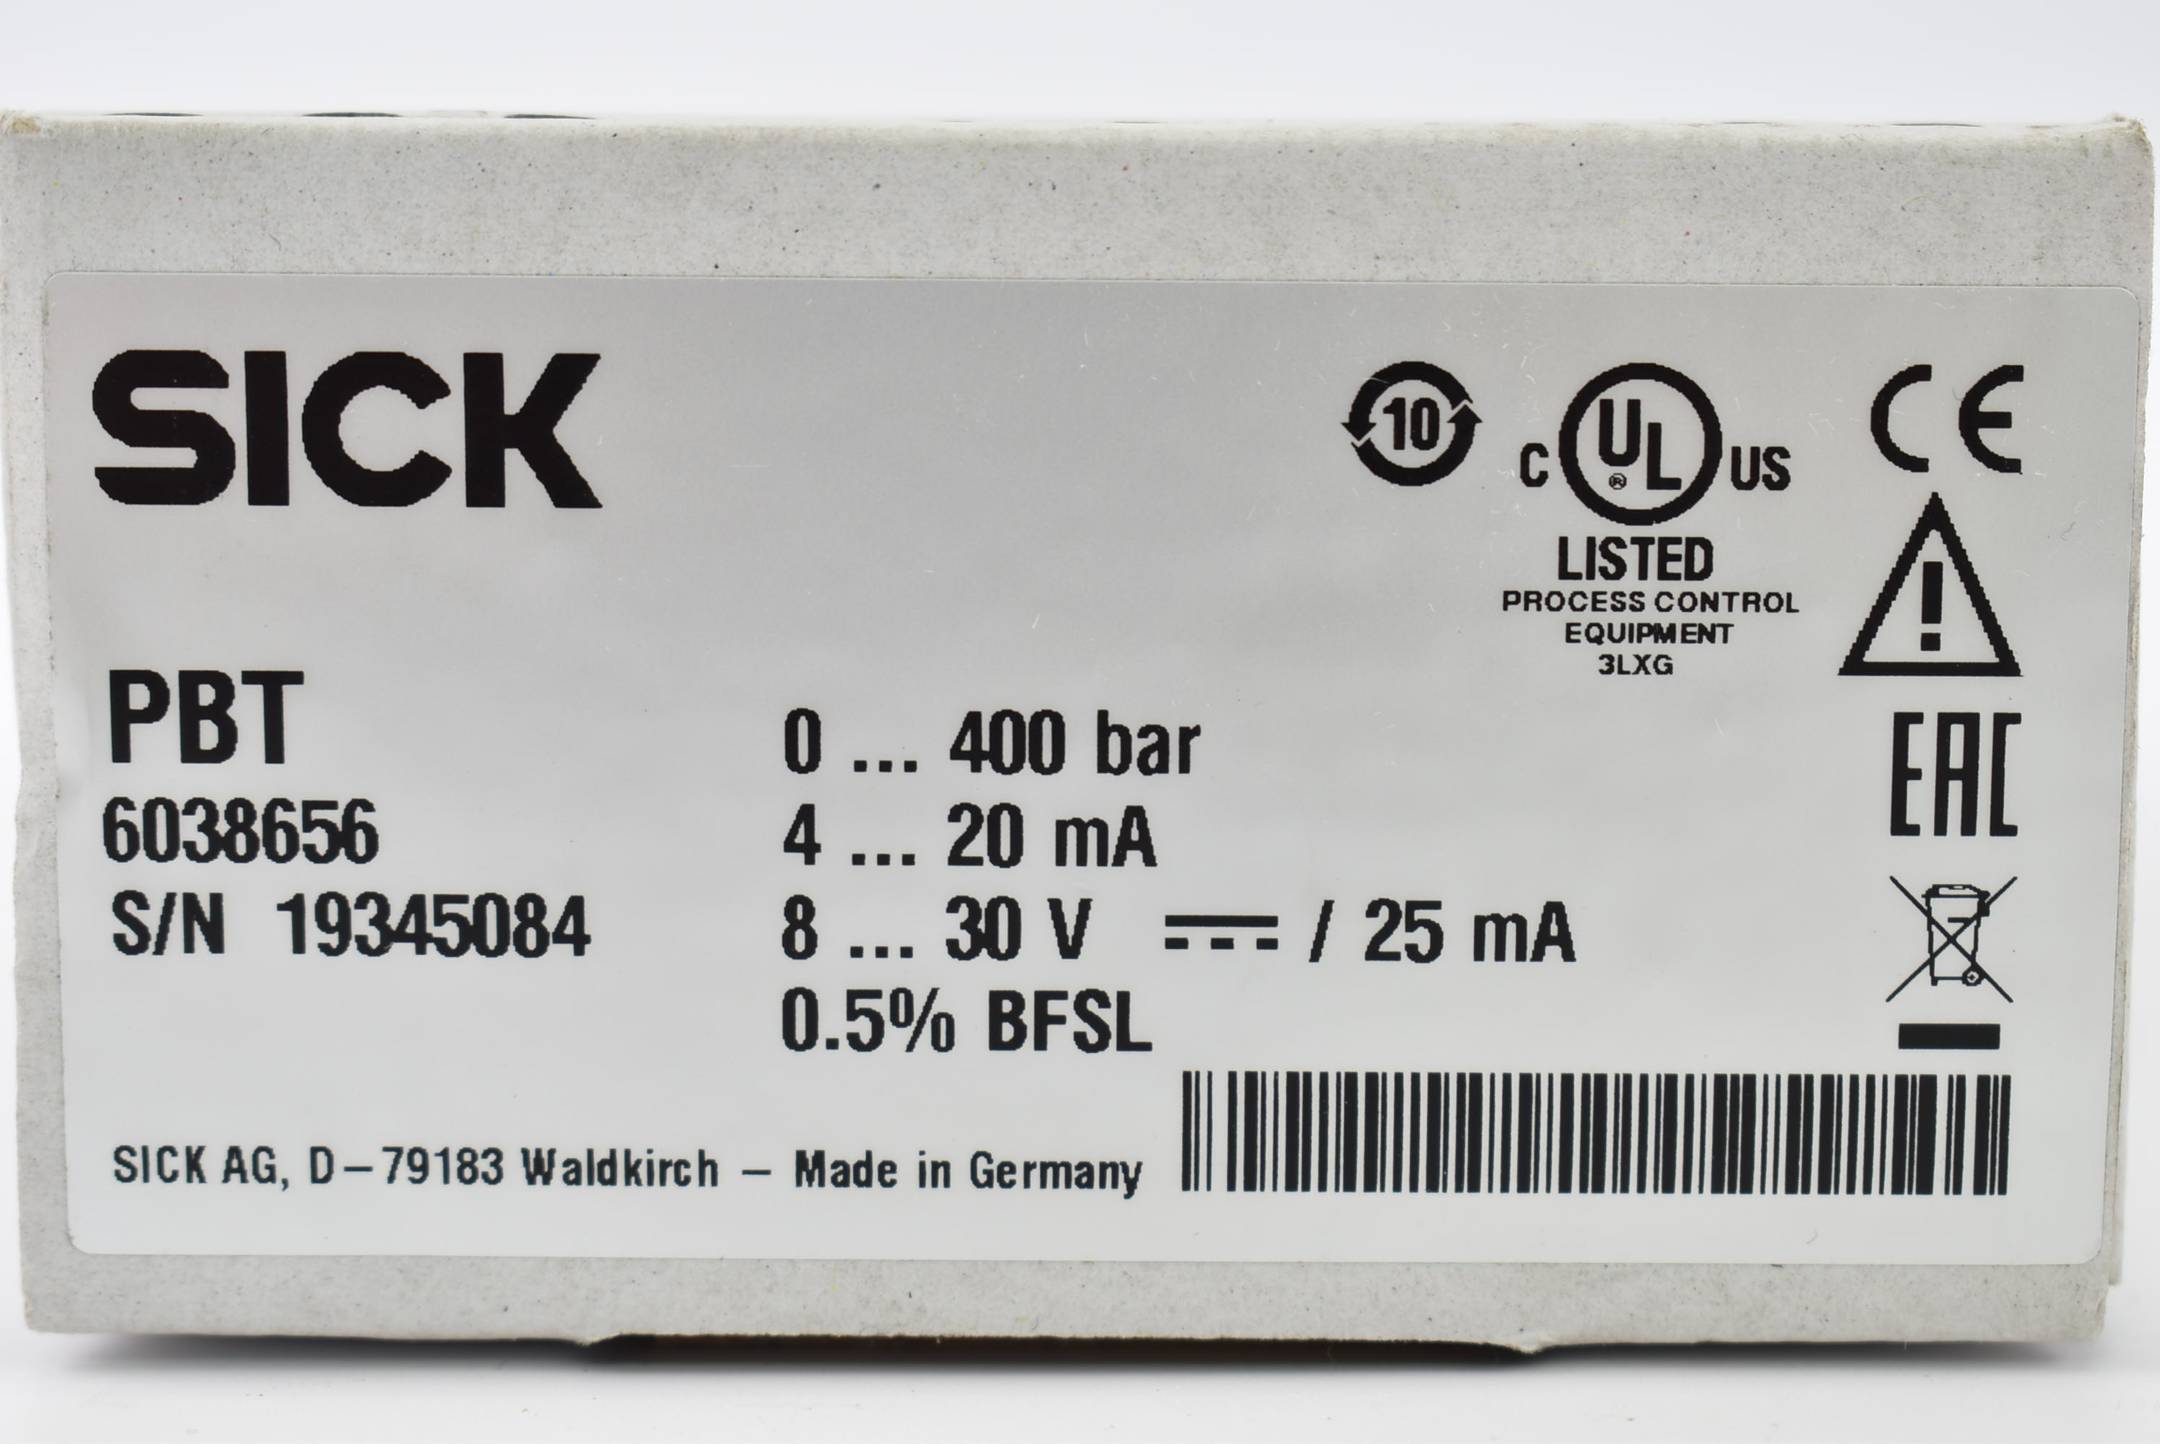 SICK
10
C UL ® US
CE
LISTED
PROCESS CONTROL
EQUIPMENT
3LXG
!
EAC
PBT
6038656
S/N 19345084
0 ... 400 bar
4 ... 20 mA
8 ... 30 V ⎓ / 25 mA
0.5% BFSL
SICK AG, D-79183 Waldkirch - Made in Germany